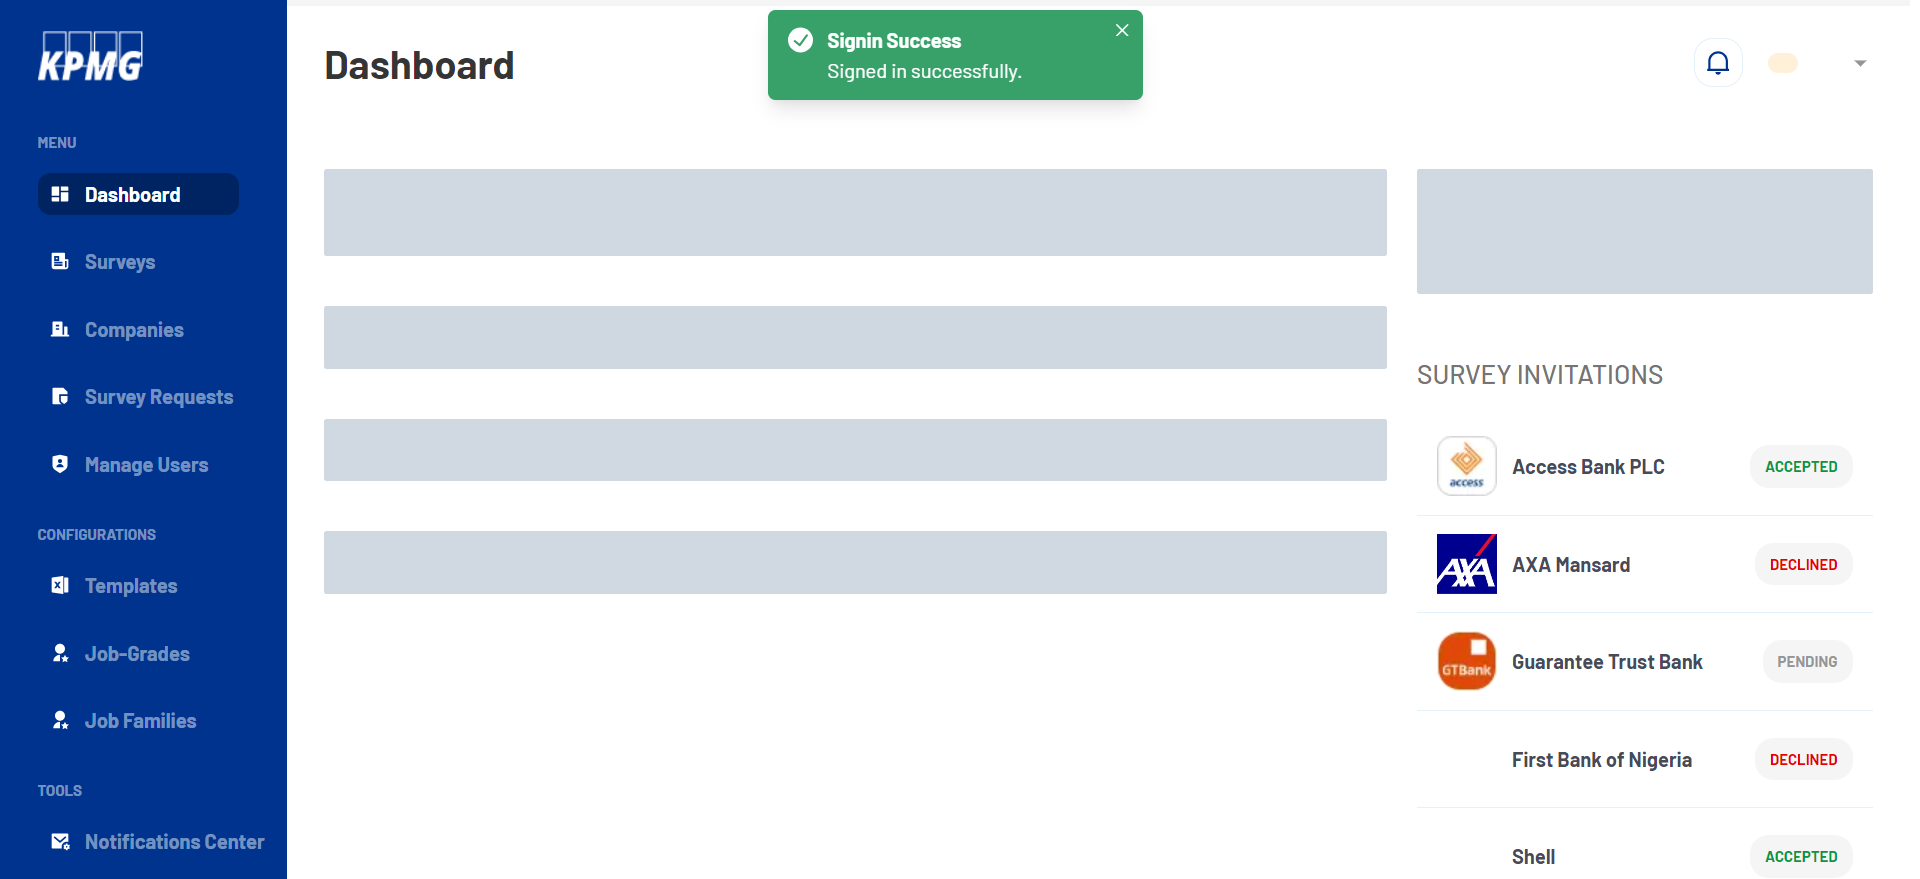 KPMG
MENU
Dashboard
Surveys
Companies
Survey Requests
Manage Users
CONFIGURATIONS
Templates
Job-Grades
Job Families
TOOLS
Notifications Center
Dashboard
Signin Success
Signed in successfully.
SURVEY INVITATIONS
access
Access Bank PLC
ACCEPTED
AXA
AXA Mansard
DECLINED
GTBank
Guarantee Trust Bank
PENDING
First Bank of Nigeria
DECLINED
Shell
ACCEPTED